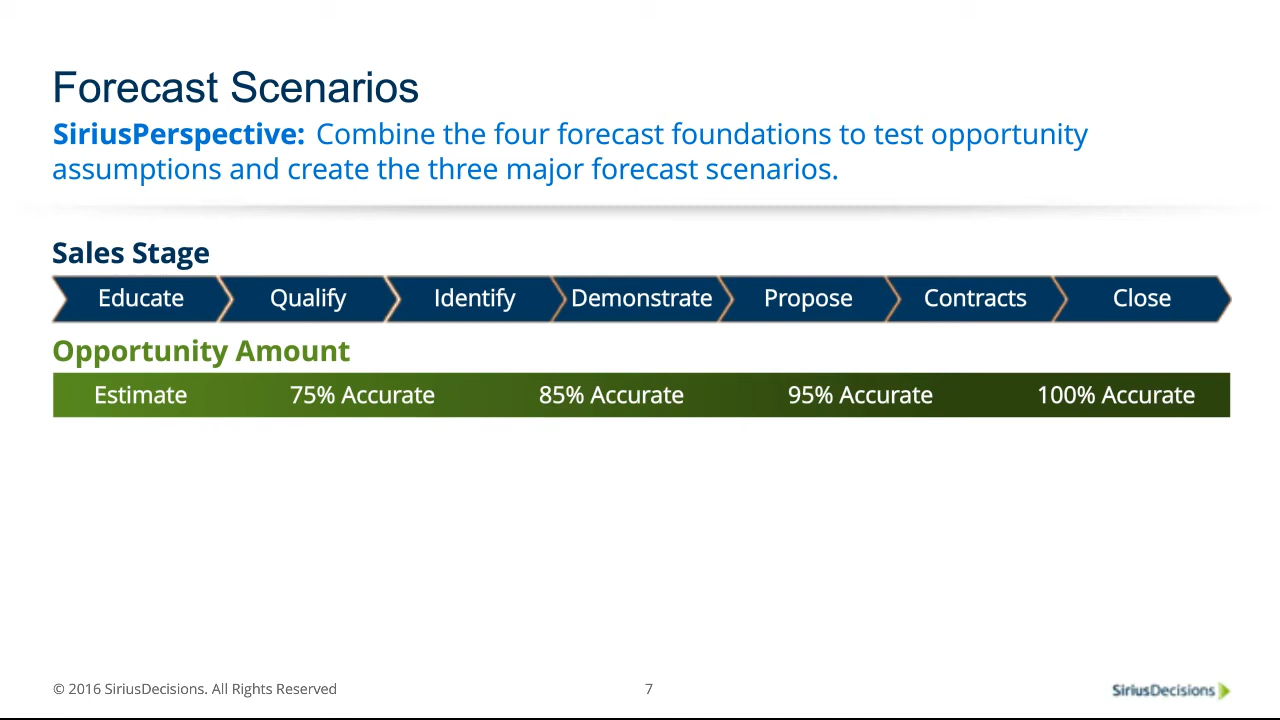 Forecast Scenarios
SiriusPerspective: Combine the four forecast foundations to test opportunity
assumptions and create the three major forecast scenarios.
Sales Stage
Educate Qualify Identify Demonstrate Propose Contracts Close
Opportunity Amount
Estimate 75% Accurate 85% Accurate 95% Accurate 100% Accurate
© 2016 SiriusDecisions. All Rights Reserved 7 SiriusDecisions